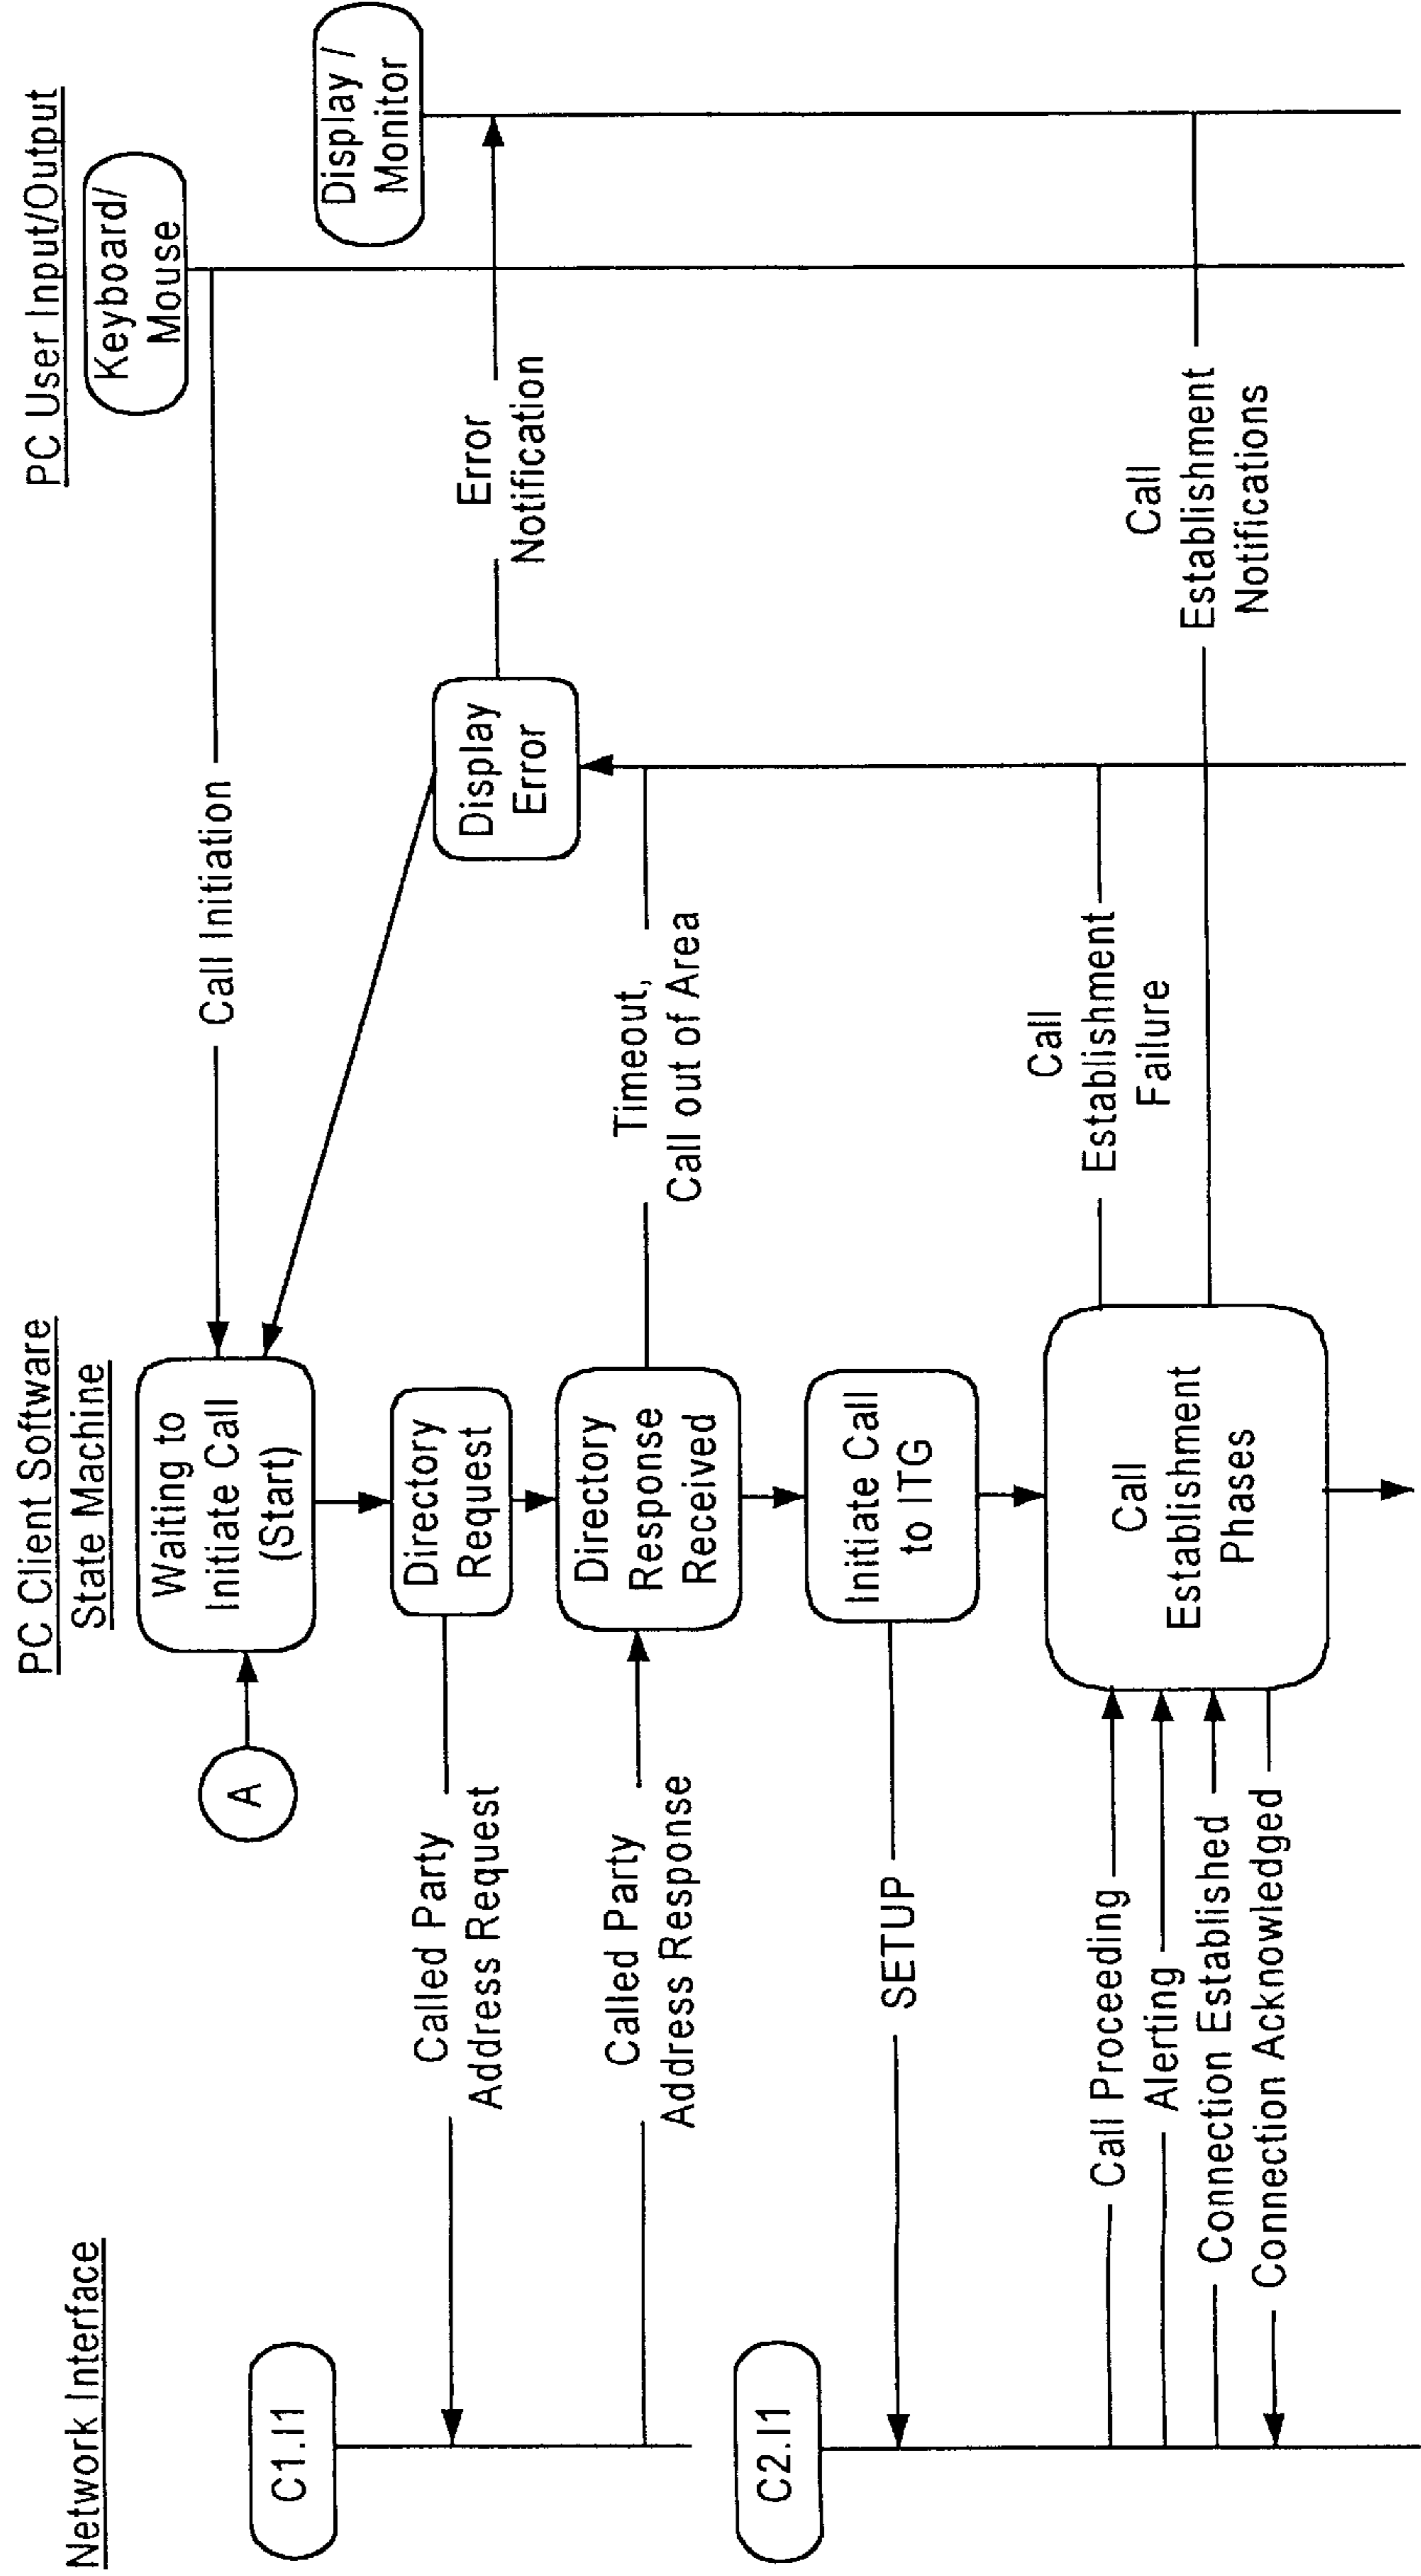 Network Interface
PC Client Software
State Machine
PC User Input/Output
Keyboard/
Mouse
Display /
Monitor
C1.I1
A
Waiting to
Initiate Call
(Start)
Call Initiation
Called Party
Address Request
Directory
Request
Display
Error
Error
Notification
Called Party
Address Response
Directory
Response
Received
Timeout,
Call out of Area
C2.I1
SETUP
Initiate Call
to ITG
Call Proceeding
Alerting
Connection Established
Connection Acknowledged
Call
Establishment
Phases
Call
Establishment
Failure
Call
Establishment
Notifications